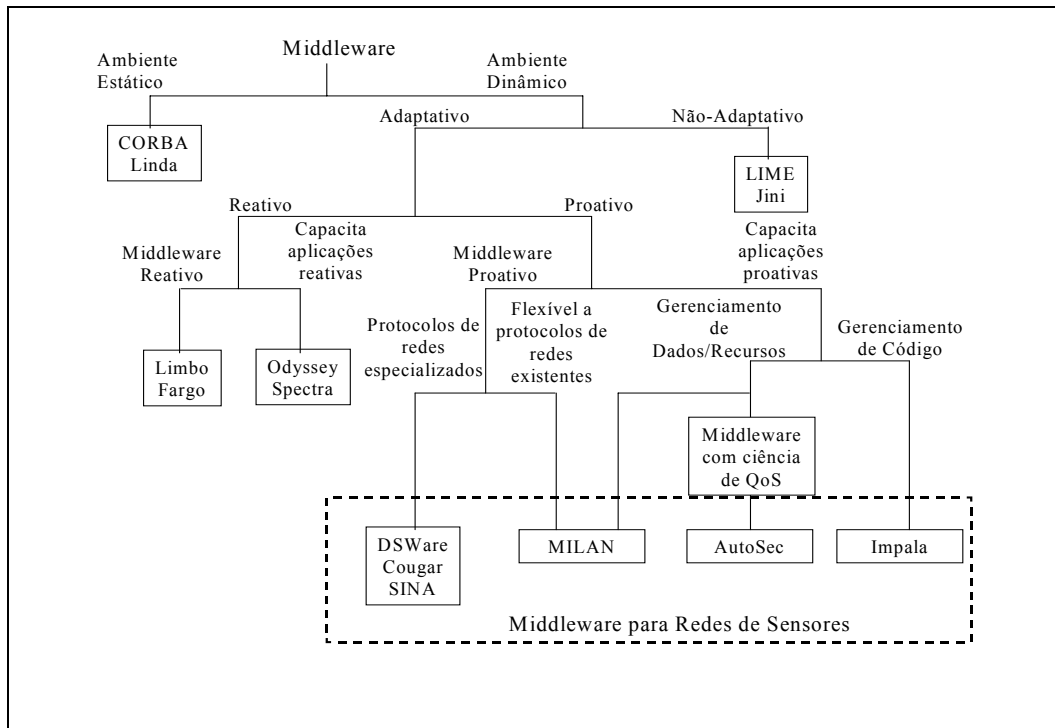 Middleware
Ambiente
Estático
Ambiente
Dinâmico
Adaptativo
Não-Adaptativo
CORBA
Linda
LIME
Jini
Reativo
Proativo
Middleware
Reativo
Capacita
aplicações
reativas
Middleware
Proativo
Capacita
aplicações
proativas
Protocolos de
redes
especializados
Flexível a
protocolos de
redes
existentes
Gerenciamento
de
Dados/Recursos
Gerenciamento
de Código
Limbo
Fargo
Odyssey
Spectra
Middleware
com ciência
de QoS
DSWare
Cougar
SINA
MILAN
AutoSec
Impala
Middleware para Redes de Sensores